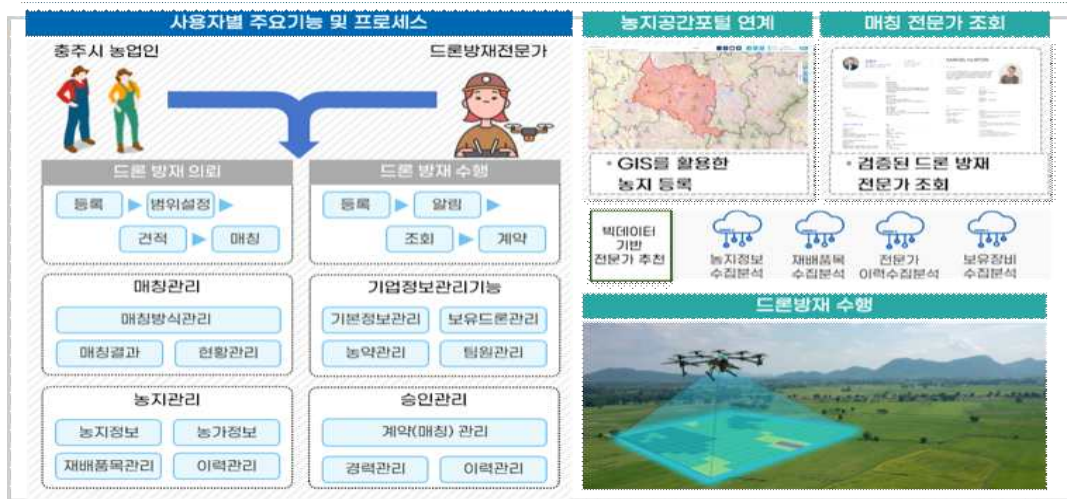 사용자별 주요기능 및 프로세스
충주시 농업인
드론방재전문가
드론 방재 의뢰
등록
범위설정
견적
매칭
드론 방재 수행
등록
알림
조회
계약
매칭관리
매칭방식관리
매칭결과
현황관리
기업정보관리기능
기본정보관리
보유드론관리
농약관리
팀원관리
농지관리
농지정보
농가정보
재배품목관리
이력관리
승인관리
계약(매칭) 관리
경력관리
이력관리
농지공간포털 연계
• GIS를 활용한
농지 등록
매칭 전문가 조회
• 검증된 드론 방재
전문가 조회
빅데이터
기반
전문가 추천
농지정보
수집분석
재배품목
수집분석
전문가
이력수집분석
보유장비
수집분석
드론방재 수행